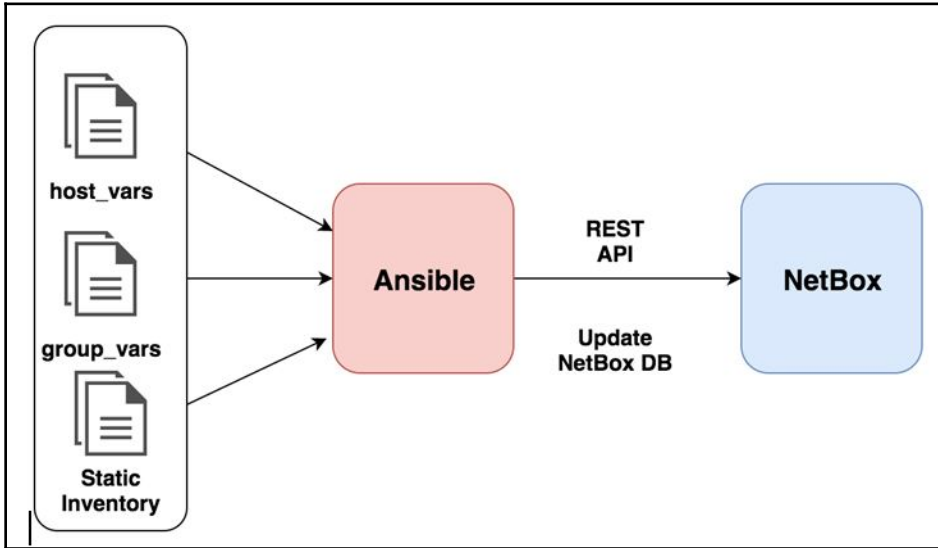 host_vars
group_vars
Static
Inventory
Ansible
REST
API
Update
NetBox DB
NetBox